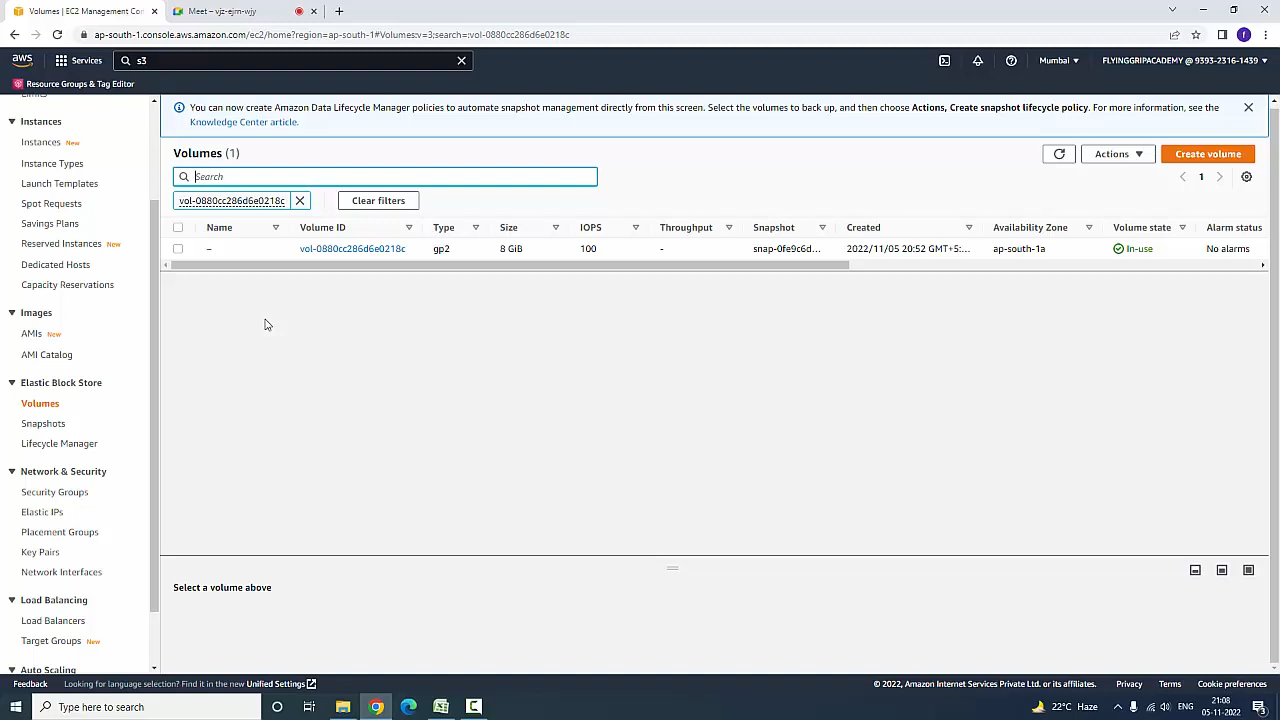 Volumes | EC2 Management Con
Meet – vjz-ejrn-wjy
ap-south-1.console.aws.amazon.com/ec2/home?region=ap-south-1#Volumes:v=3;search=:vol-0880cc286d6e0218c
f
aws
Services
s3
Mumbai ▼
FLYINGGRIPACADEMY @ 9393-2316-1439 ▼
Resource Groups & Tag Editor
Limits
Instances
Instances New
Instance Types
Launch Templates
Spot Requests
Savings Plans
Reserved Instances New
Dedicated Hosts
Capacity Reservations
Images
AMIs New
AMI Catalog
Elastic Block Store
Volumes
Snapshots
Lifecycle Manager
Network & Security
Security Groups
Elastic IPs
Placement Groups
Key Pairs
Network Interfaces
Load Balancing
Load Balancers
Target Groups New
Auto Scaling
You can now create Amazon Data Lifecycle Manager policies to automate snapshot management directly from this screen. Select the volumes to back up, and then choose Actions, Create snapshot lifecycle policy. For more information, see the
Knowledge Center article.
Volumes (1)
Actions ▼
Create volume
Search
1
vol-0880cc286d6e0218c
Clear filters
Name Volume ID Type Size IOPS Throughput Snapshot Created Availability Zone Volume state Alarm status
– vol-0880cc286d6e0218c gp2 8 GiB 100 - snap-0fe9c6d... 2022/11/05 20:52 GMT+5:... ap-south-1a In-use No alarms
Select a volume above
Feedback
Looking for language selection? Find it in the new Unified Settings
© 2022, Amazon Internet Services Private Ltd. or its affiliates.
Privacy
Terms
Cookie preferences
Type here to search
22°C Haze
ENG
21:08
05-11-2022
3